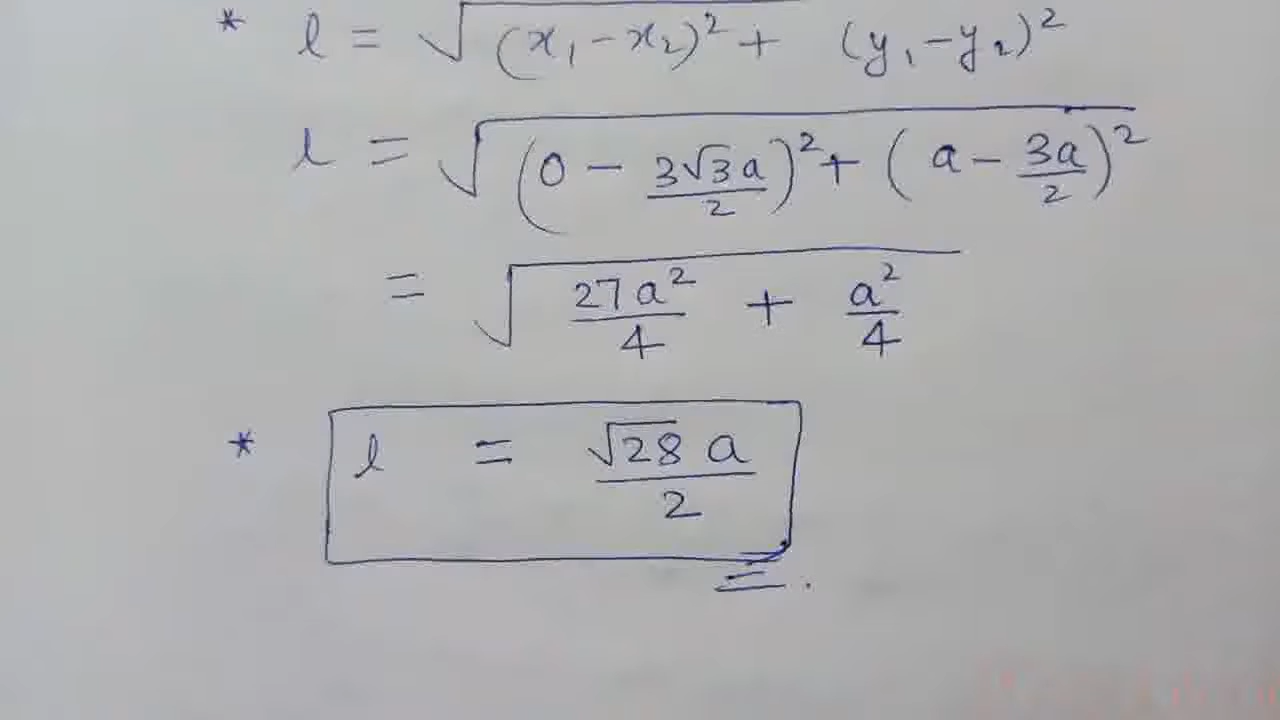 * l = √(x₁ - x₂)² + (y₁ - y₂)²
l = √(0 - 3√3a/2)² + (a - 3a/2)²
= √27a²/4 + a²/4
* l = √28 a/2